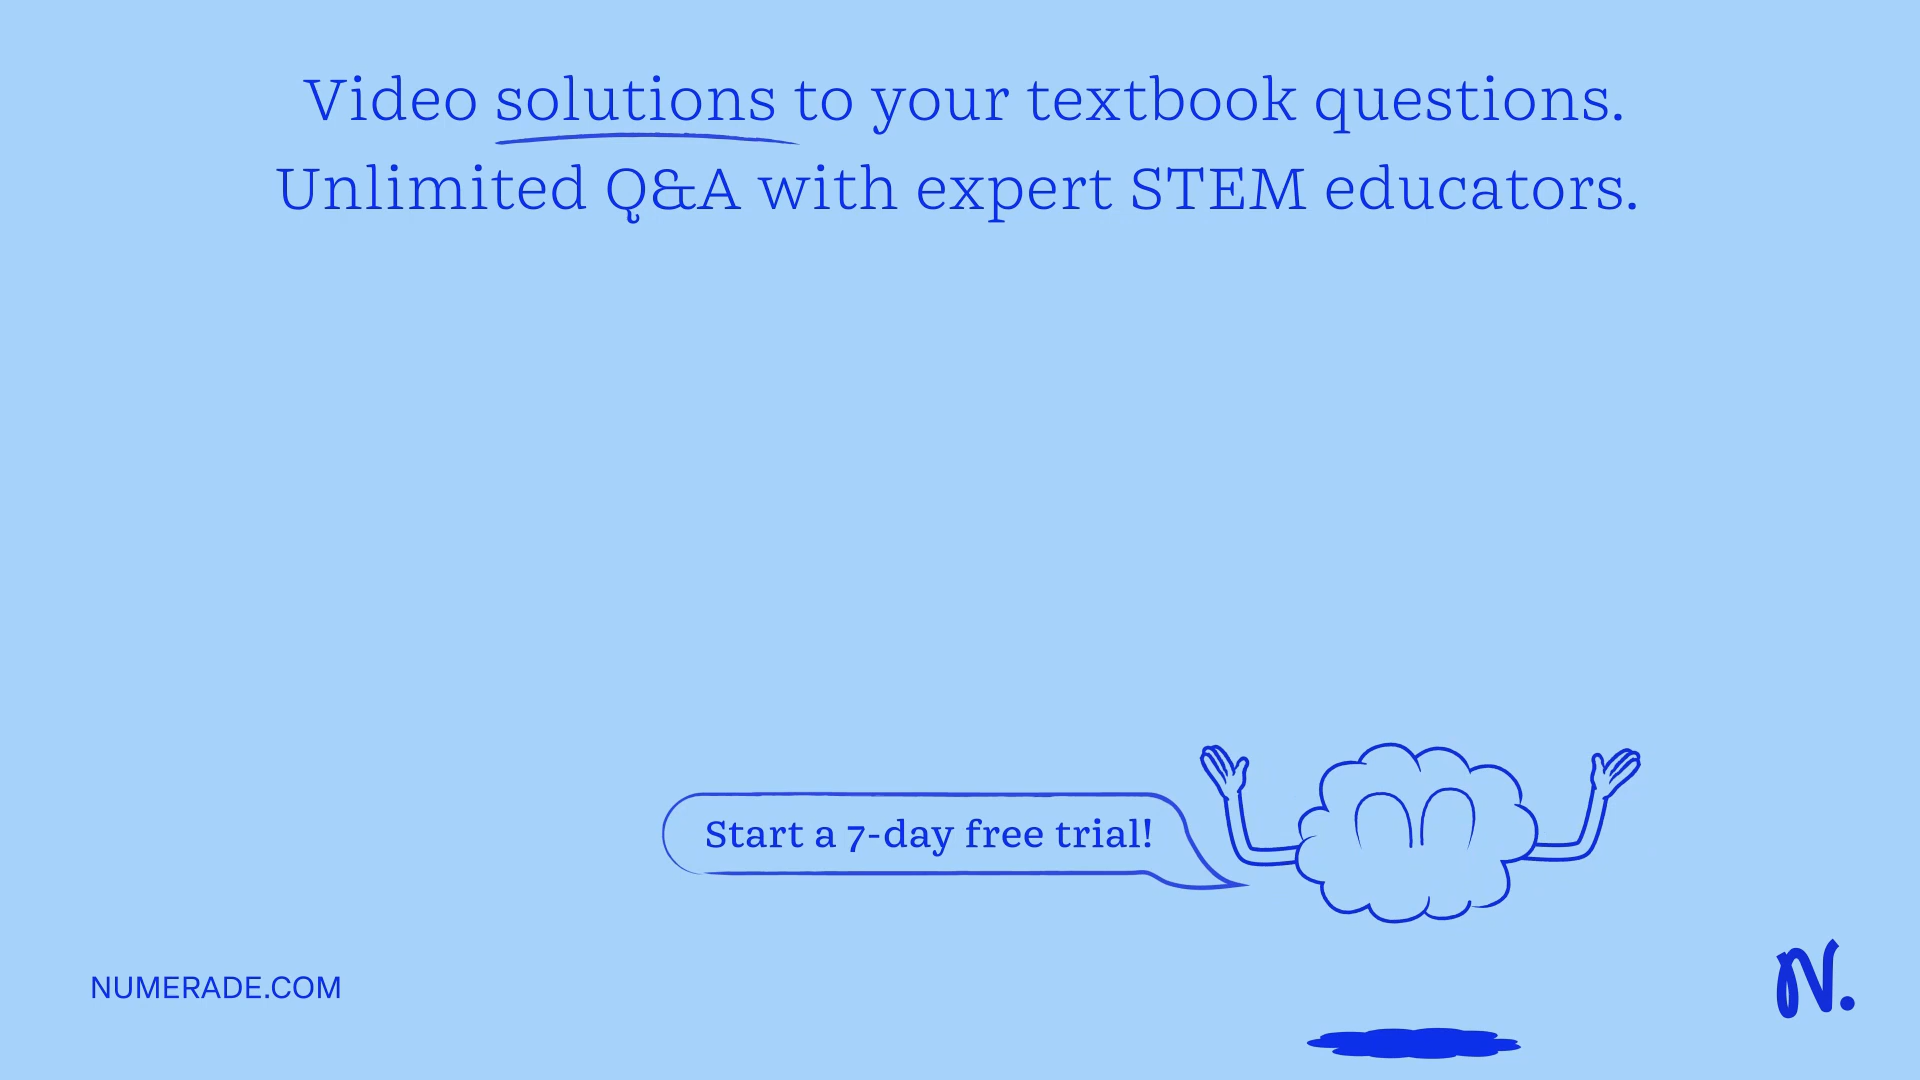 Video solutions to your textbook questions.
Unlimited Q&A with expert STEM educators.
Start a 7-day free trial!
NUMERADE.COM
N.